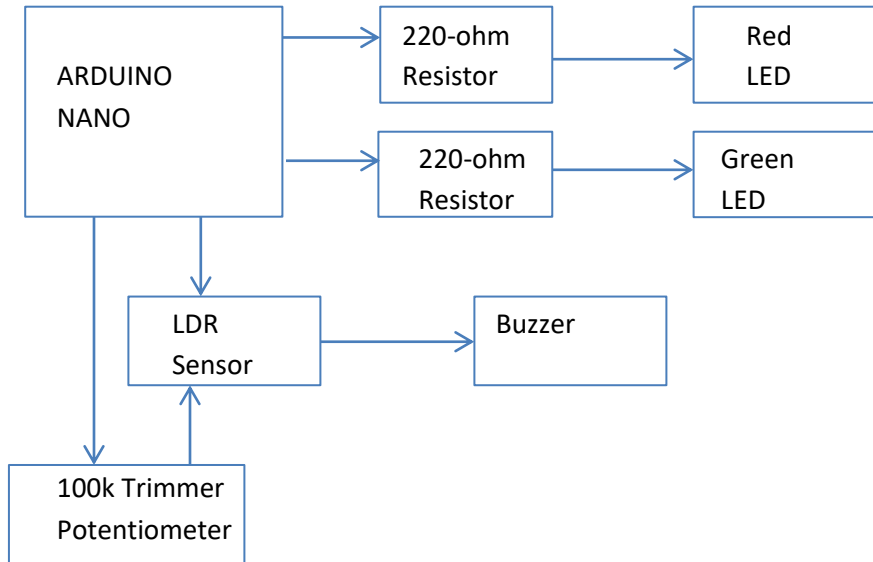 ARDUINO
NANO
220-ohm
Resistor
Red
LED
220-ohm
Resistor
Green
LED
LDR
Sensor
Buzzer
100k Trimmer
Potentiometer